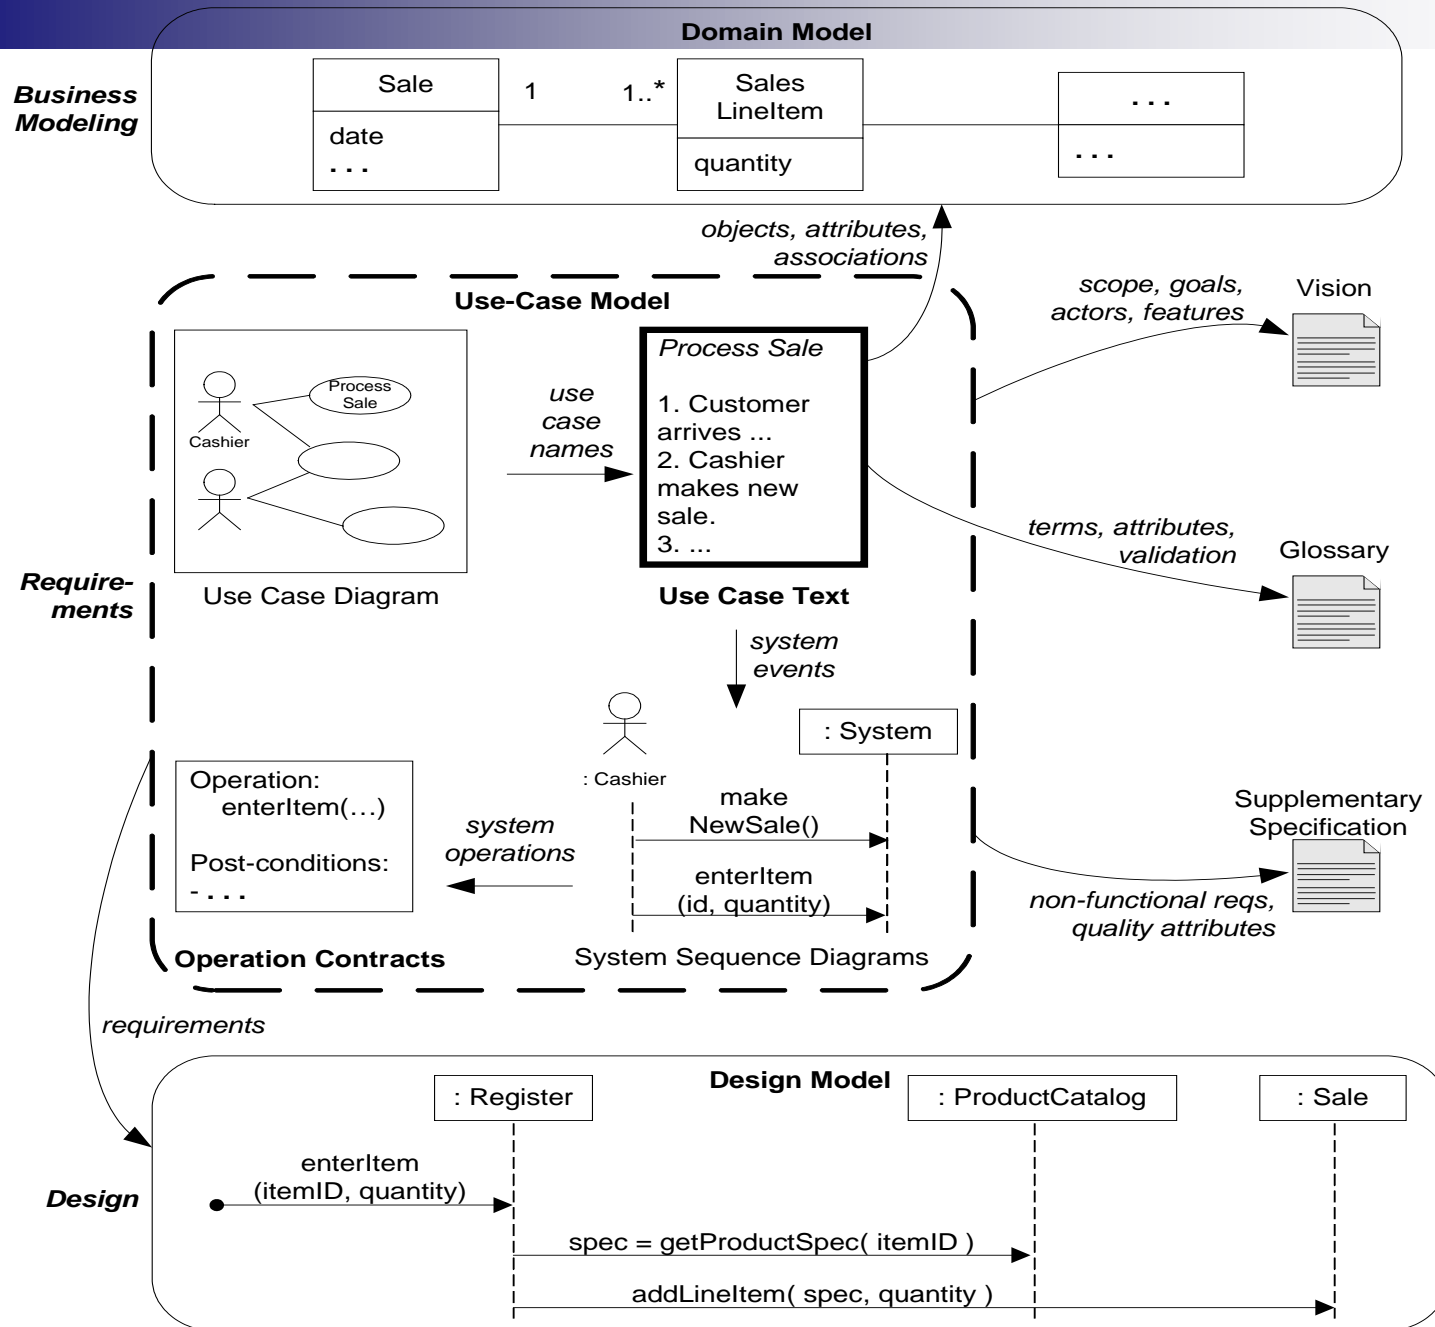 Domain Model
Business
Modeling
Sale
date
. . .
1
1..*
Sales
LineItem
quantity
. . .
. . .
objects, attributes,
associations
Use-Case Model
Process
Sale
Cashier
Use Case Diagram
use
case
names
Process Sale
1. Customer
arrives ...
2. Cashier
makes new
sale.
3. ...
Use Case Text
scope, goals,
actors, features
Vision
terms, attributes,
validation
Glossary
Require-
ments
system
events
: Cashier
: System
make
NewSale()
enterItem
(id, quantity)
System Sequence Diagrams
system
operations
Operation:
enterItem(…)
Post-conditions:
- . . .
Operation Contracts
Supplementary
Specification
non-functional reqs,
quality attributes
requirements
Design Model
: Register
: ProductCatalog
: Sale
Design
enterItem
(itemID, quantity)
spec = getProductSpec( itemID )
addLineItem( spec, quantity )